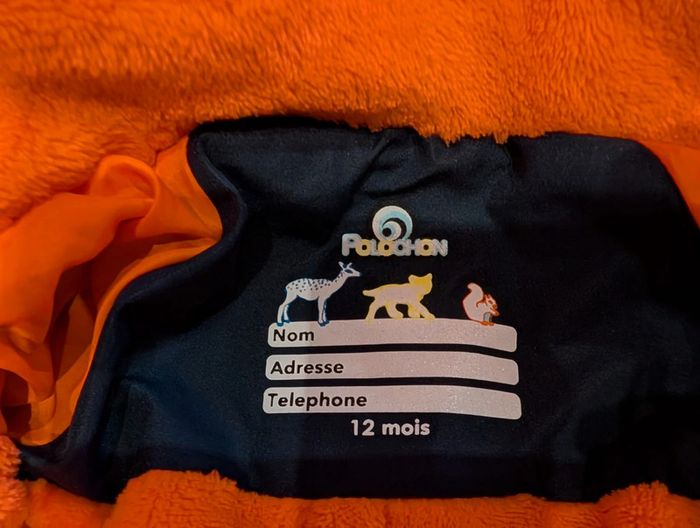 POLOCHON
Nom
Adresse
Telephone
12 mois